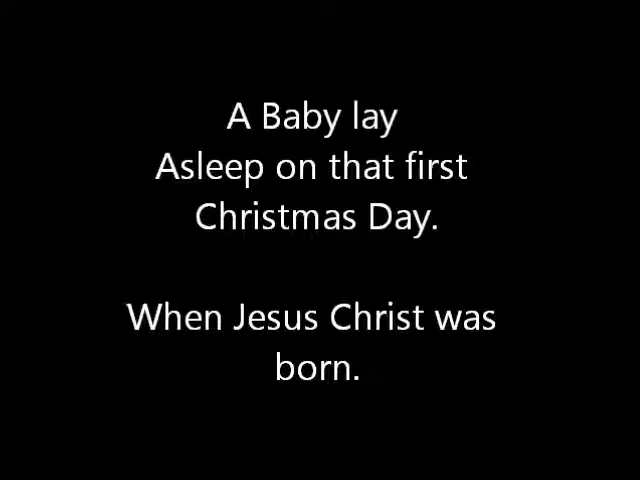 A Baby lay
Asleep on that first
Christmas Day.
When Jesus Christ was
born.